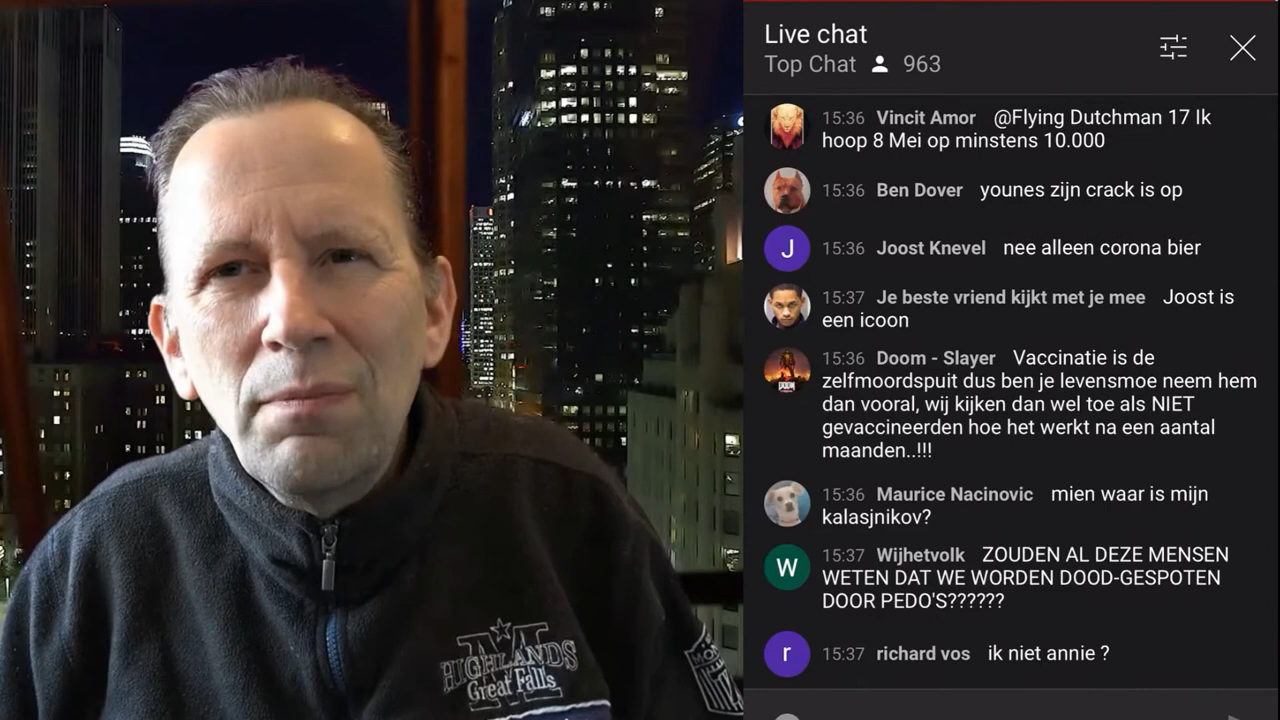 Live chat
Top Chat 963
15:36 Vincit Amor @Flying Dutchman 17 Ik
hoop 8 Mei op minstens 10.000
15:36 Ben Dover younes zijn crack is op
15:36 Joost Knevel nee alleen corona bier
15:37 Je beste vriend kijkt met je mee Joost is
een icoon
15:36 Doom - Slayer Vaccinatie is de
zelfmoordspuit dus ben je levensmoe neem hem
dan vooral, wij kijken dan wel toe als NIET
gevaccineerden hoe het werkt na een aantal
maanden..!!!
15:36 Maurice Nacinovic mien waar is mijn
kalasjnikov?
15:37 Wijhetvolk ZOUDEN AL DEZE MENSEN
WETEN DAT WE WORDEN DOOD-GESPOTEN
DOOR PEDO'S??????
15:37 richard vos ik niet annie ?
J
DOOM
W
r
HIGHLANDS
Great Falls